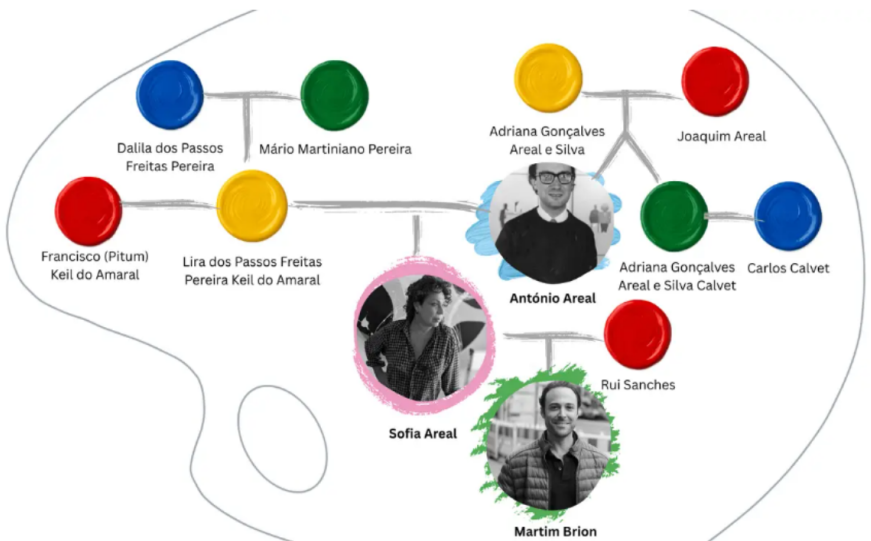 Dalila dos Passos
Freitas Pereira
Mário Martiniano Pereira
Adriana Gonçalves
Areal e Silva
Joaquim Areal
Francisco (Pitum)
Keil do Amaral
Lira dos Passos Freitas
Pereira Keil do Amaral
António Areal
Adriana Gonçalves
Areal e Silva Calvet
Carlos Calvet
Sofia Areal
Rui Sanches
Martim Brion